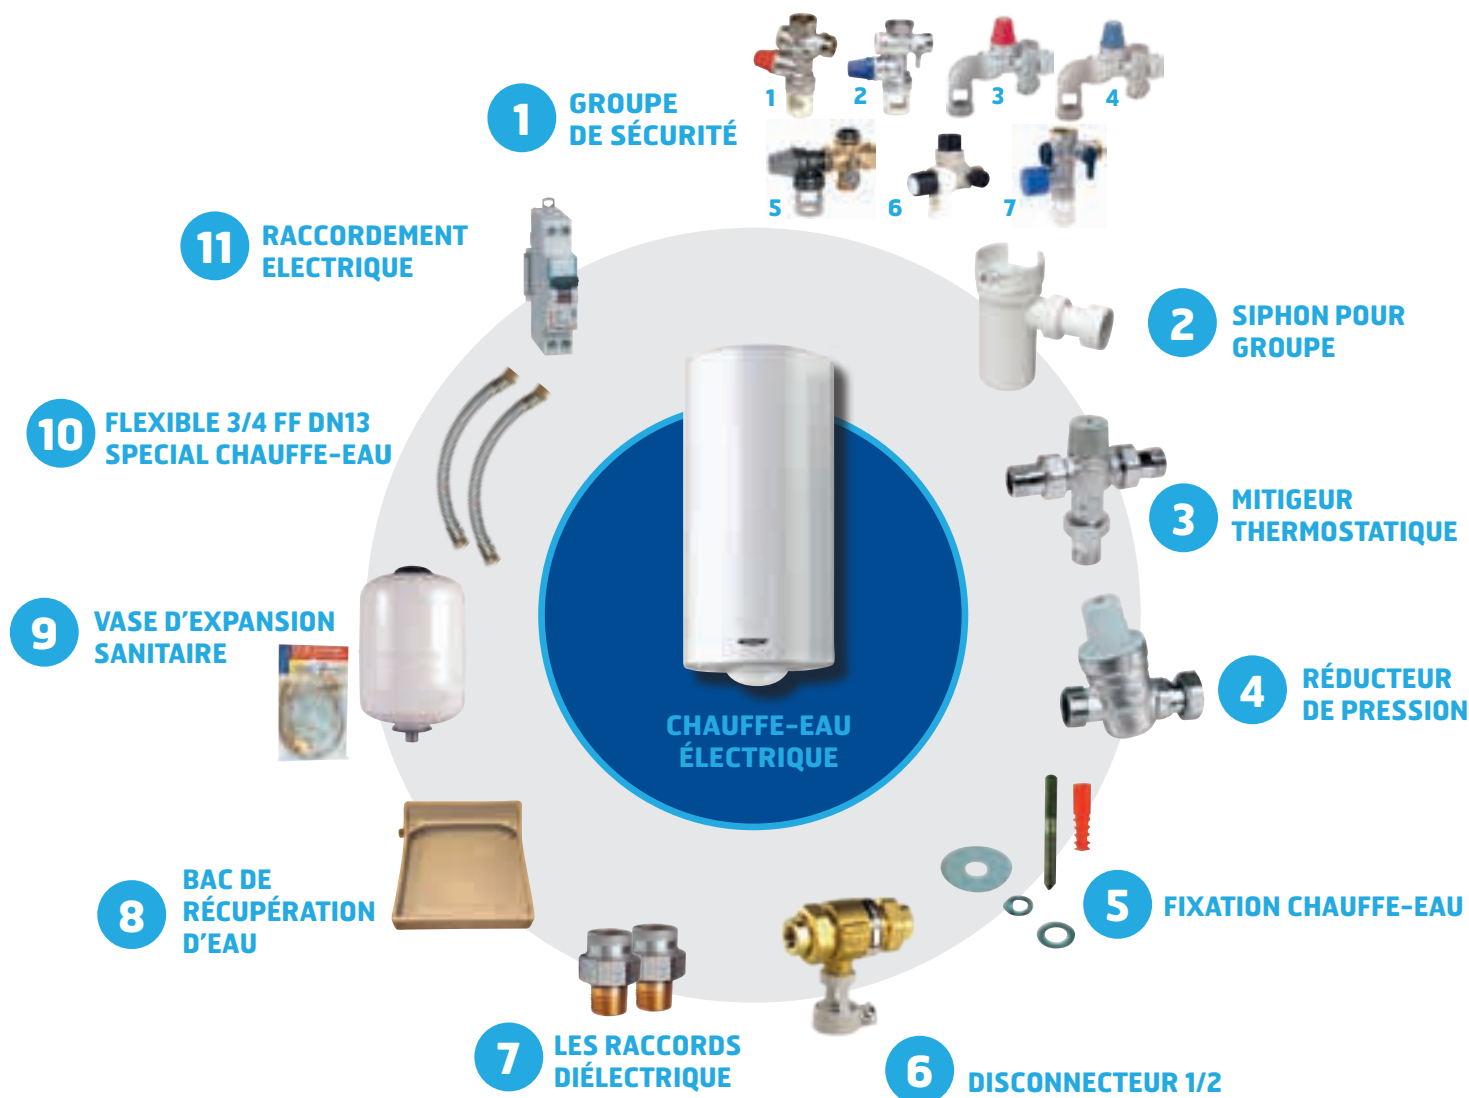 1
GROUPE
DE SÉCURITÉ
1
2
3
4
5
6
7
2
SIPHON POUR
GROUPE
3
MITIGEUR
THERMOSTATIQUE
4
RÉDUCTEUR
DE PRESSION
5
FIXATION CHAUFFE-EAU
6
DISCONNECTEUR 1/2
7
LES RACCORDS
DIÉLECTRIQUE
8
BAC DE
RÉCUPÉRATION
D'EAU
9
VASE D'EXPANSION
SANITAIRE
10
FLEXIBLE 3/4 FF DN13
SPECIAL CHAUFFE-EAU
11
RACCORDEMENT
ELECTRIQUE
CHAUFFE-EAU
ÉLECTRIQUE